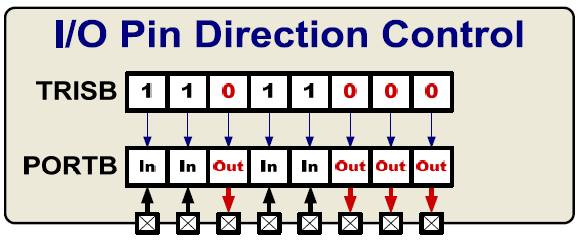 I/O Pin Direction Control
TRISB 1 1 0 1 1 0 0 0
PORTB In In Out In In Out Out Out